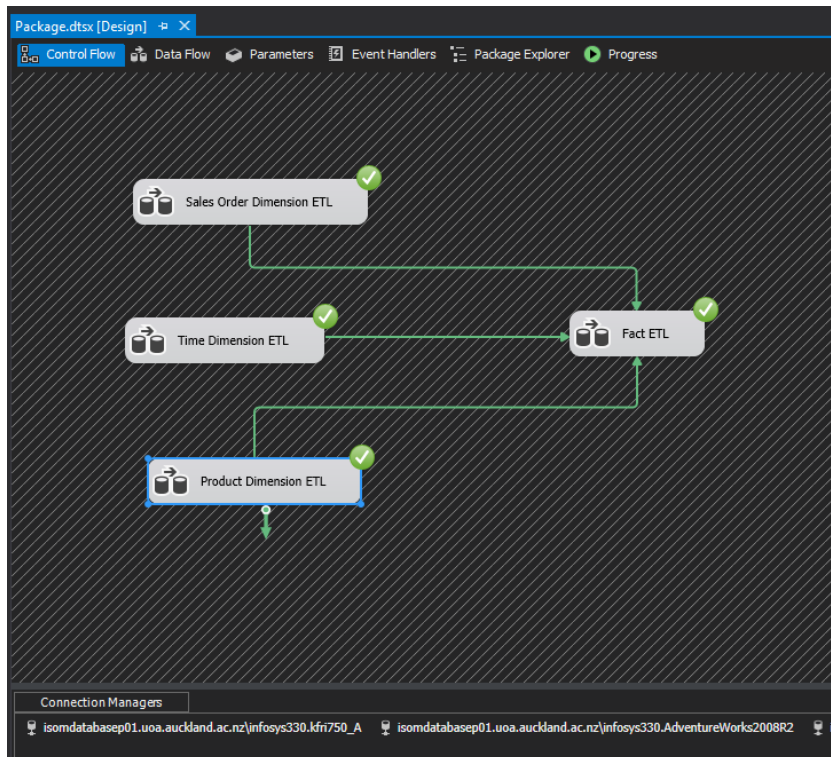 Package.dtsx [Design]
Control Flow Data Flow Parameters Event Handlers Package Explorer Progress
Sales Order Dimension ETL
Time Dimension ETL
Fact ETL
Product Dimension ETL
Connection Managers
isomdatabasep01.uoa.auckland.ac.nz\infosys330.kfri750_A isomdatabasep01.uoa.auckland.ac.nz\infosys330.AdventureWorks2008R2